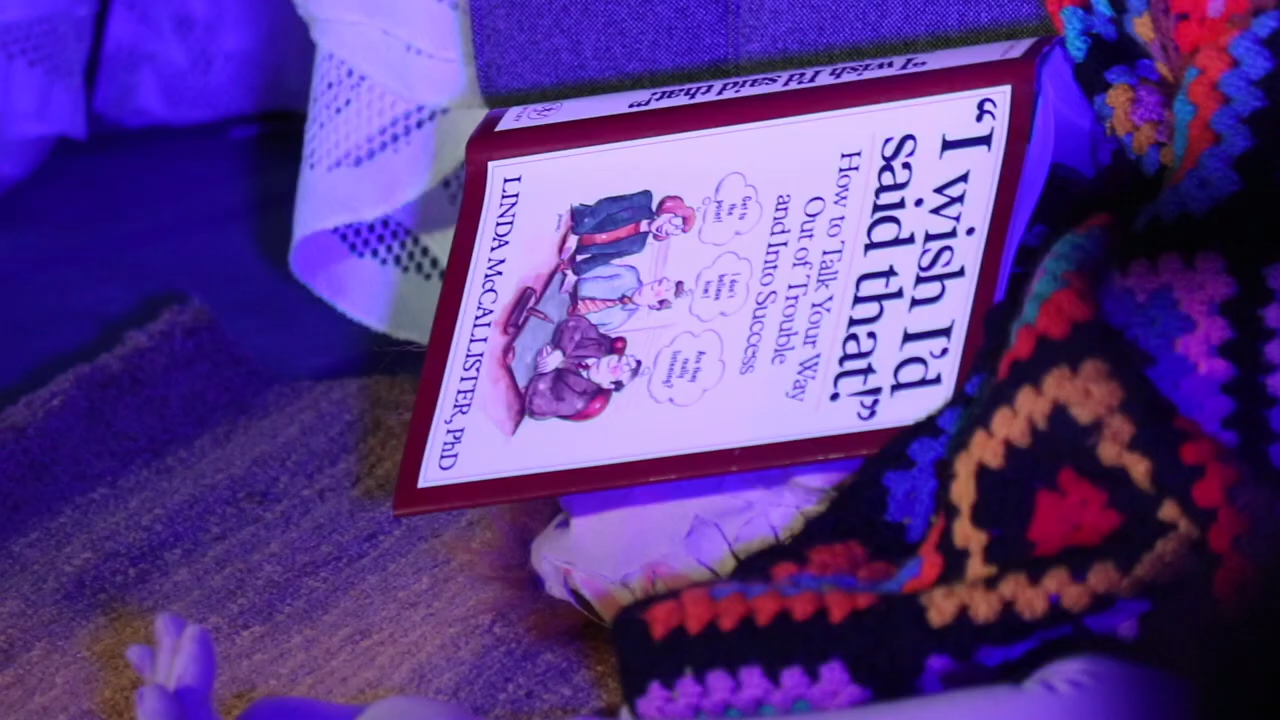 "I wish I'd said that!"
"I wish I'd
said that!"
How to Talk Your Way
Out of Trouble
and Into Success
Get to
the
point!
I don't
believe
him!
Are they
really
listening?
LINDA McCALLISTER, PhD